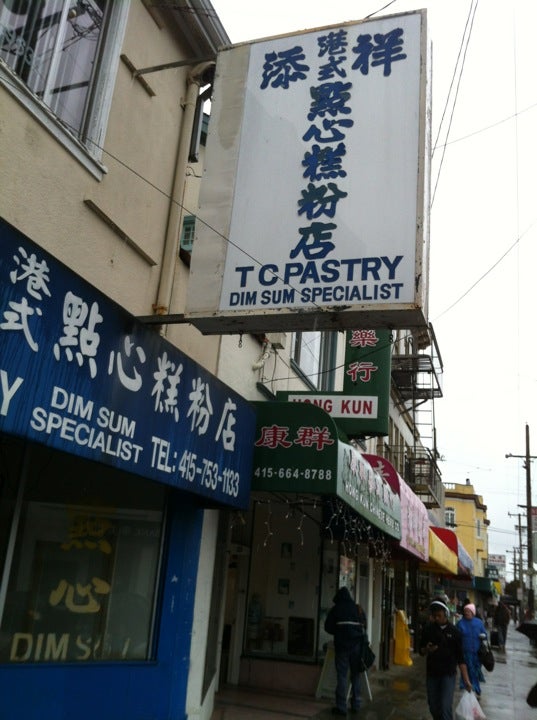 添 港式 祥
點心糕粉店
TC PASTRY
DIM SUM SPECIALIST
港式點心糕粉店
DIM SUM
SPECIALIST
TEL: 415-753-1133
點心
DIM SU
藥行
HONG KUN
康群
415-664-8788